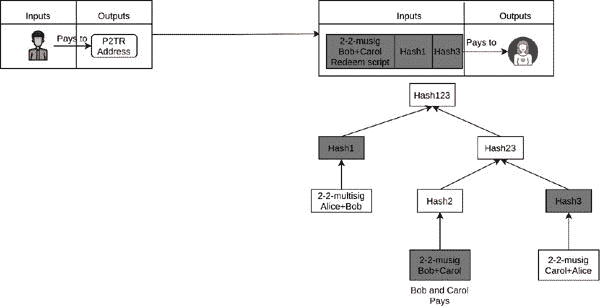 Inputs
Outputs
Pays to
P2TR
Address
Inputs
Outputs
2-2-musig
Bob+Carol
Redeem script
Hash1
Hash3
Pays to
Hash123
Hash1
Hash23
2-2-multisig
Alice+Bob
Hash2
Hash3
2-2-musig
Bob+Carol
2-2-musig
Carol+Alice
Bob and Carol
Pays